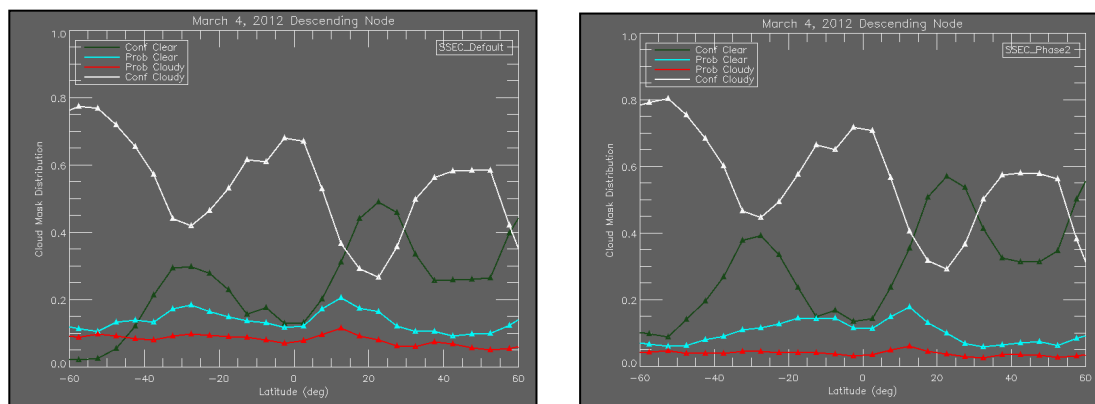 March 4, 2012 Descending Node
SSEC_Default
Conf Clear
Prob Clear
Prob Cloudy
Conf Cloudy
Cloud Mask Distribution
1.0
0.8
0.6
0.4
0.2
0.0
-60
-40
-20
0
20
40
60
Latitude (deg)
March 4, 2012 Descending Node
SSEC_Phase2
Conf Clear
Prob Clear
Prob Cloudy
Conf Cloudy
Cloud Mask Distribution
1.0
0.8
0.6
0.4
0.2
0.0
-60
-40
-20
0
20
40
60
Latitude (deg)